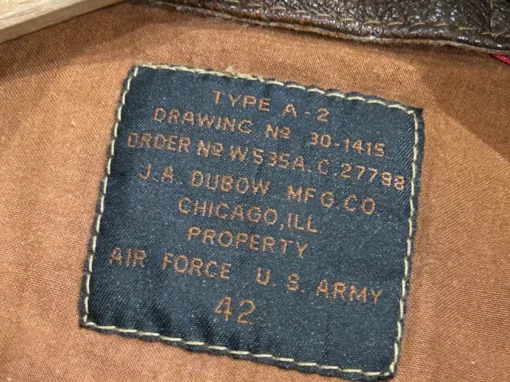 TYPE A-2
DRAWING No 30-1415
ORDER No W535A.C.27798
J.A. DUBOW MFG.CO.
CHICAGO,ILL.
PROPERTY
AIR FORCE U.S. ARMY
42